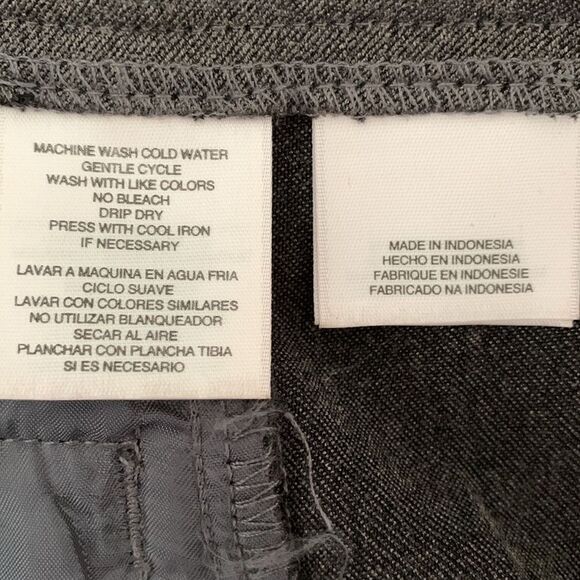 MACHINE WASH COLD WATER
GENTLE CYCLE
WASH WITH LIKE COLORS
NO BLEACH
DRIP DRY
PRESS WITH COOL IRON
IF NECESSARY
LAVAR A MAQUINA EN AGUA FRIA
CICLO SUAVE
LAVAR CON COLORES SIMILARES
NO UTILIZAR BLANQUEADOR
SECAR AL AIRE
PLANCHAR CON PLANCHA TIBIA
SI ES NECESARIO
MADE IN INDONESIA
HECHO EN INDONESIA
FABRIQUE EN INDONESIE
FABRICADO NA INDONESIA